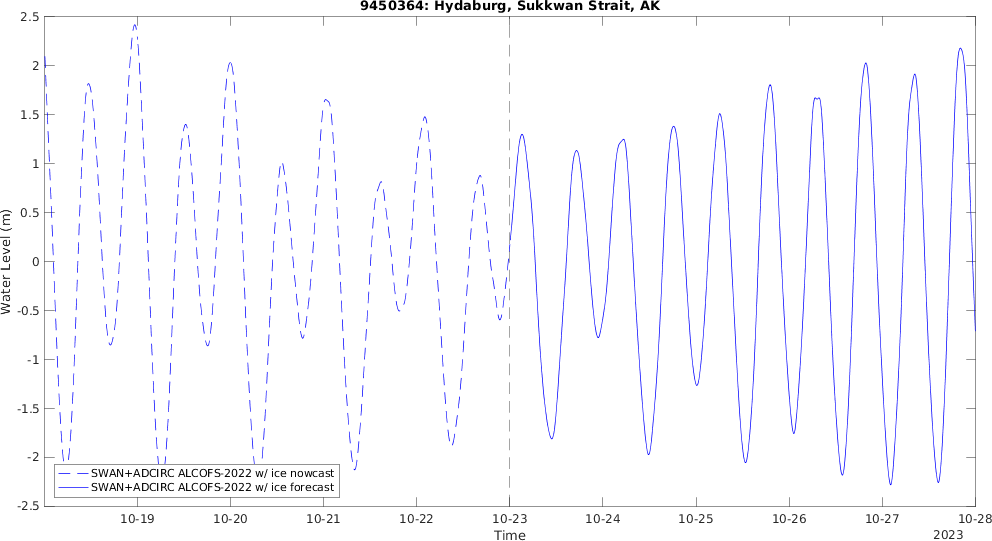 9450364: Hydaburg, Sukkwan Strait, AK
2.5
2
1.5
1
0.5
0
-0.5
-1
-1.5
-2
-2.5
Water Level (m)
SWAN+ADCIRC ALCOFS-2022 w/ ice nowcast
SWAN+ADCIRC ALCOFS-2022 w/ ice forecast
10-19 10-20 10-21 10-22 10-23 10-24 10-25 10-26 10-27 10-28
Time
2023